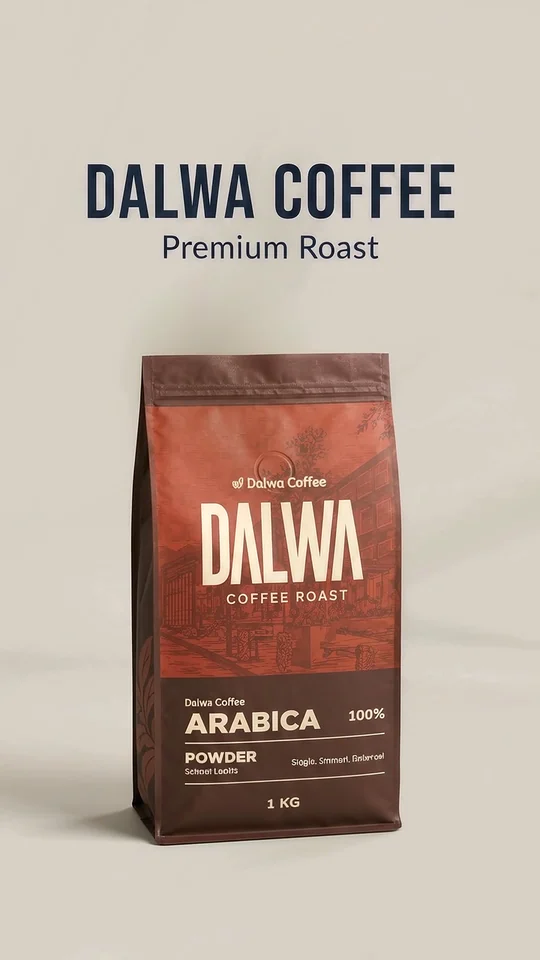 DALWA COFFEE
Premium Roast
Dalwa Coffee
DALWA
COFFEE ROAST
Dalwa Coffee
ARABICA 100%
POWDER
1 KG